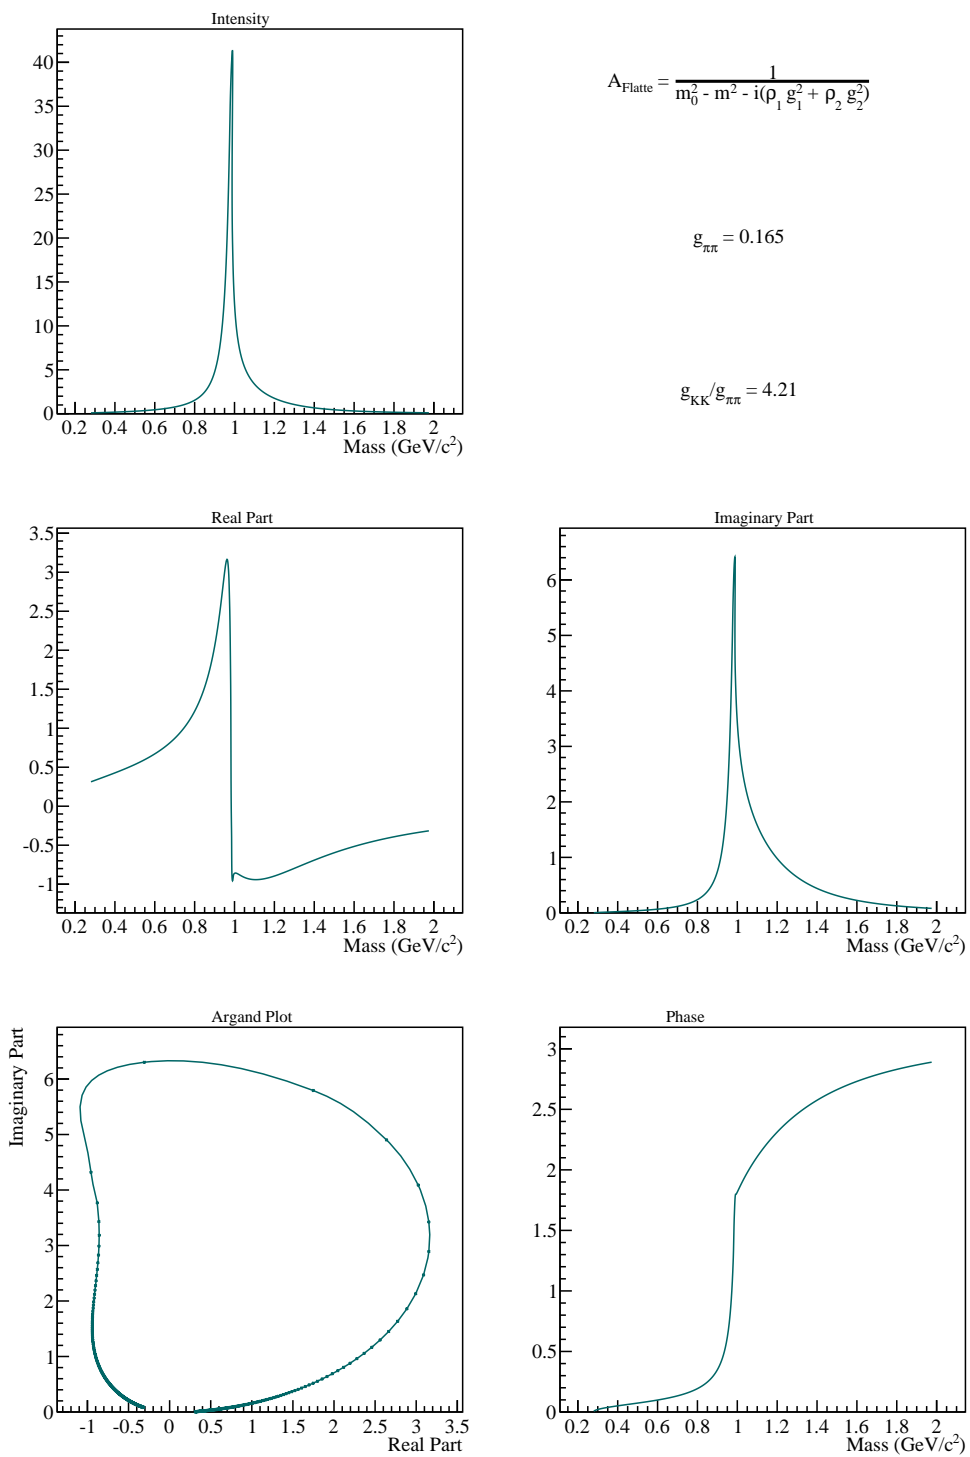 Intensity
40
35
30
25
20
15
10
5
0
0.2 0.4 0.6 0.8 1 1.2 1.4 1.6 1.8 2
Mass (GeV/c²)
A_Flatte = 1 / (m₀² - m² - i(ρ₁ g₁² + ρ₂ g₂²))
g_ππ = 0.165
g_KK/g_ππ = 4.21
Real Part
3.5
3
2.5
2
1.5
1
0.5
0
-0.5
-1
0.2 0.4 0.6 0.8 1 1.2 1.4 1.6 1.8 2
Mass (GeV/c²)
Imaginary Part
6
5
4
3
2
1
0
0.2 0.4 0.6 0.8 1 1.2 1.4 1.6 1.8 2
Mass (GeV/c²)
Argand Plot
Imaginary Part
6
5
4
3
2
1
0
-1 -0.5 0 0.5 1 1.5 2 2.5 3 3.5
Real Part
Phase
3
2.5
2
1.5
1
0.5
0
0.2 0.4 0.6 0.8 1 1.2 1.4 1.6 1.8 2
Mass (GeV/c²)